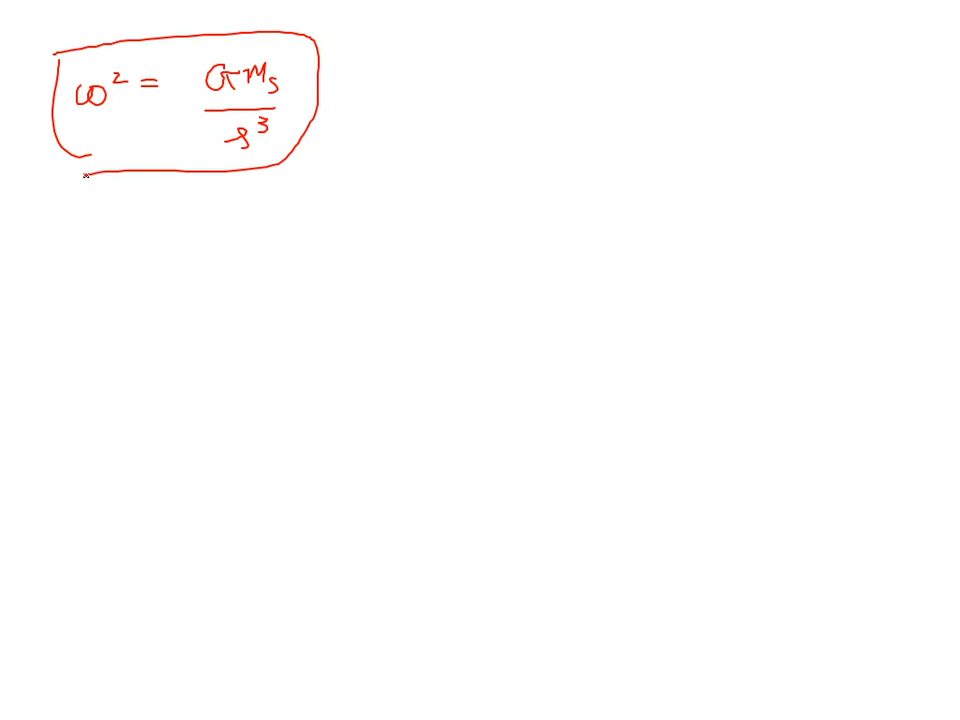 ω² = GMₛ / r³